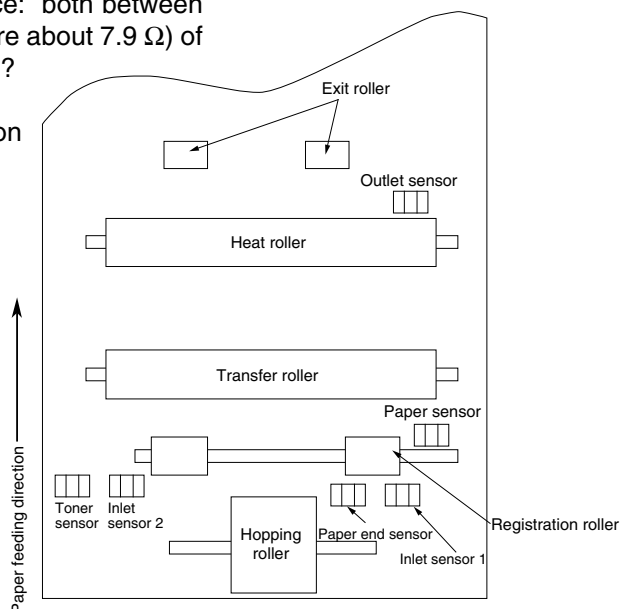 ce: both between
re about 7.9 Ω) of
?
on
Exit roller
Outlet sensor
Heat roller
Transfer roller
Paper sensor
Toner
sensor
Inlet
sensor 2
Hopping
roller
Paper end sensor
Inlet sensor 1
Registration roller
Paper feeding direction